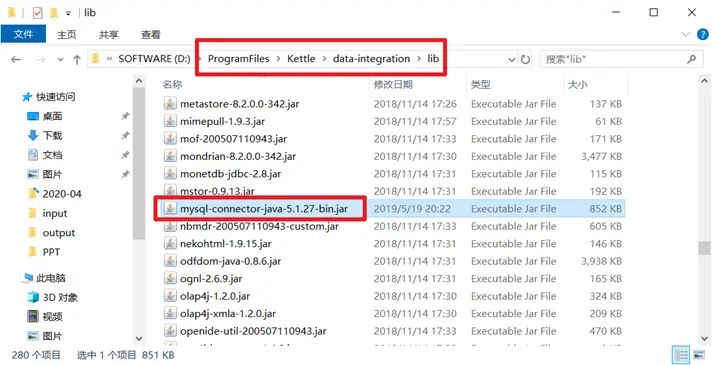 lib
文件 主页 共享 查看
SOFTWARE (D:) ProgramFiles Kettle data-integration lib 搜索"lib"
名称 修改日期 类型 大小
快速访问
桌面
下载
文档
图片
2020-04
input
output
PPT
此电脑
3D 对象
视频
图片
metastore-8.2.0.0-342.jar 2018/11/14 17:26 Executable Jar File 137 KB
mimepull-1.9.3.jar 2018/11/14 17:57 Executable Jar File 61 KB
mof-200507110943.jar 2018/11/14 17:33 Executable Jar File 171 KB
mondrian-8.2.0.0-342.jar 2018/11/14 17:30 Executable Jar File 3,477 KB
monetdb-jdbc-2.8.jar 2018/11/14 17:33 Executable Jar File 115 KB
mstor-0.9.13.jar 2018/11/14 17:31 Executable Jar File 192 KB
mysql-connector-java-5.1.27-bin.jar 2019/5/19 20:22 Executable Jar File 852 KB
nbmdr-200507110943-custom.jar 2018/11/14 17:33 Executable Jar File 605 KB
nekohtml-1.9.15.jar 2018/11/14 17:31 Executable Jar File 146 KB
odfdom-java-0.8.6.jar 2018/11/14 17:33 Executable Jar File 3,938 KB
ognl-2.6.9.jar 2018/11/14 17:31 Executable Jar File 165 KB
olap4j-1.2.0.jar 2018/11/14 17:30 Executable Jar File 324 KB
olap4j-xmla-1.2.0.jar 2018/11/14 17:30 Executable Jar File 209 KB
openide-util-200507110943.jar 2018/11/14 17:33 Executable Jar File 470 KB
280 个项目 选中 1 个项目 851 KB